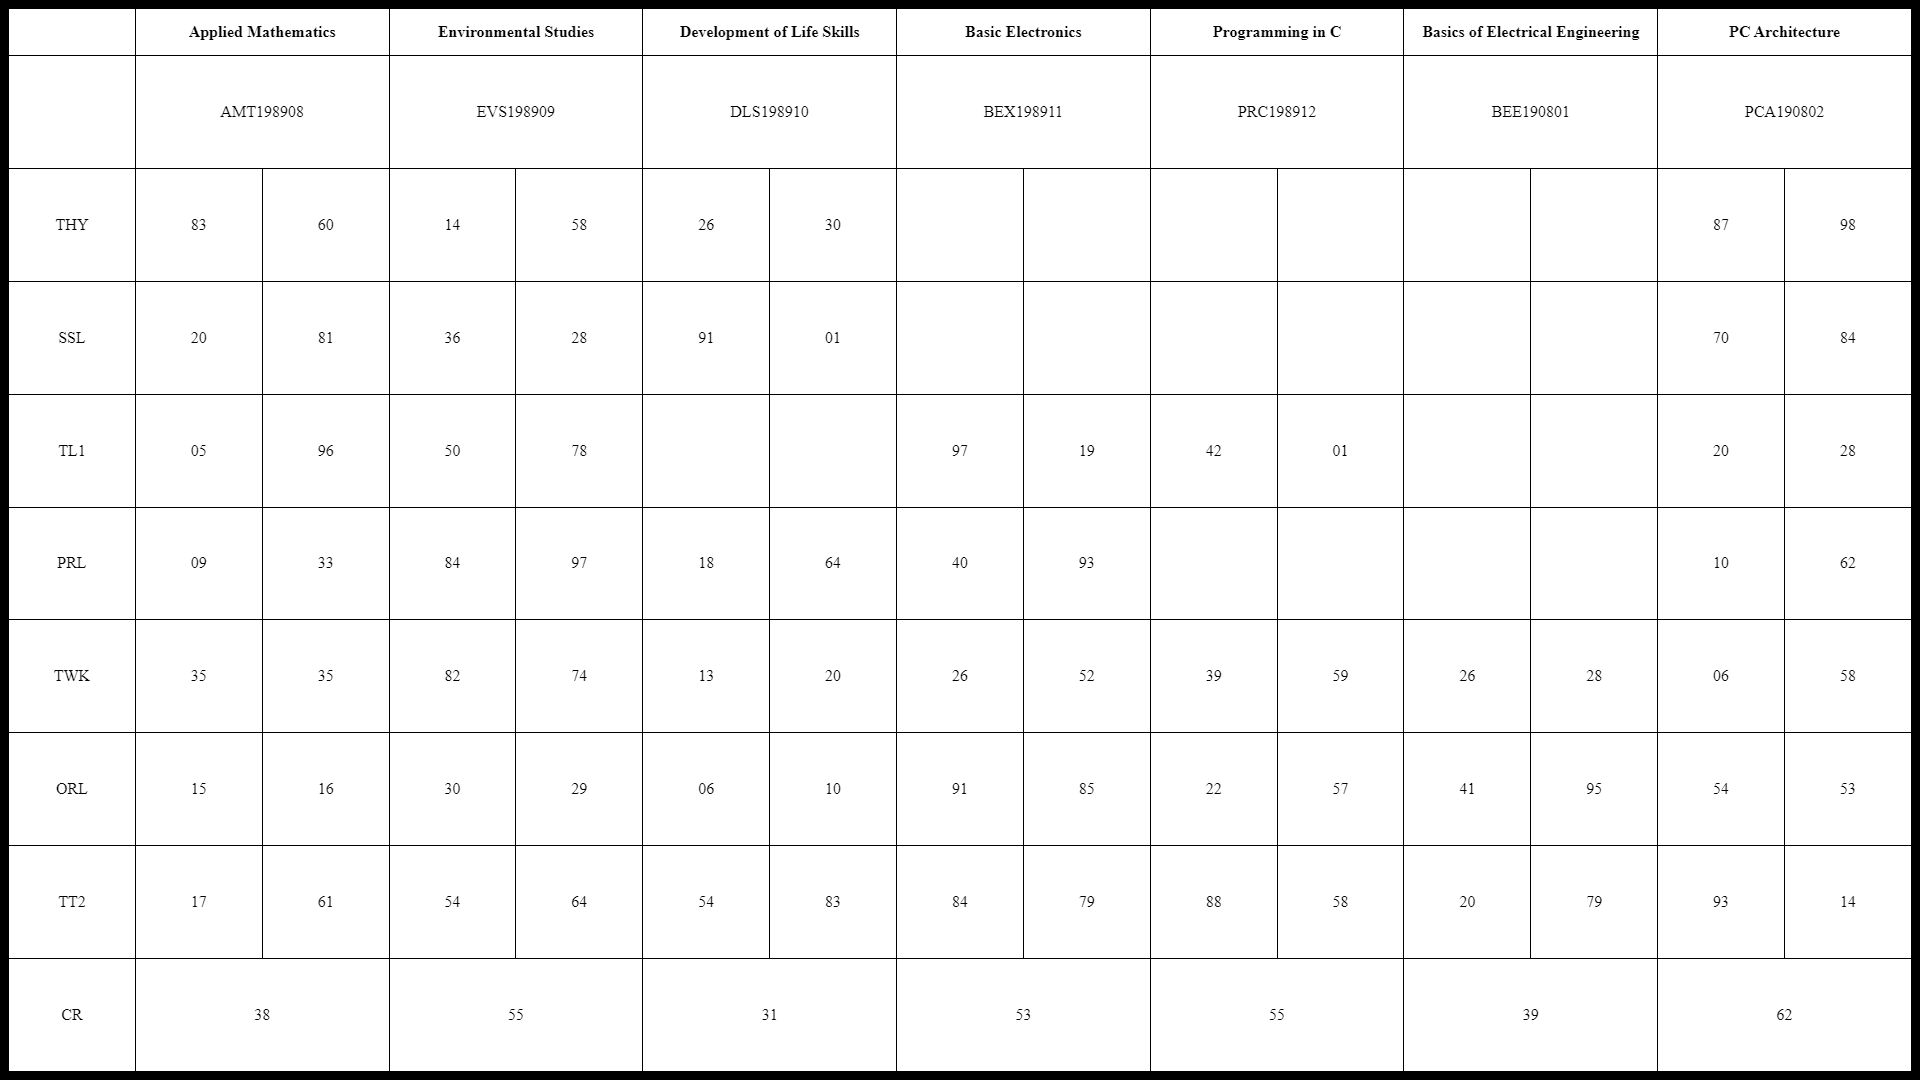 Applied Mathematics Environmental Studies Development of Life Skills Basic Electronics Programming in C Basics of Electrical Engineering PC Architecture
AMT198908 EVS198909 DLS198910 BEX198911 PRC198912 BEE190801 PCA190802
THY 83 60 14 58 26 30 87 98
SSL 20 81 36 28 91 01 70 84
TL1 05 96 50 78 97 19 42 01 20 28
PRL 09 33 84 97 18 64 40 93 10 62
TWK 35 35 82 74 13 20 26 52 39 59 26 28 06 58
ORL 15 16 30 29 06 10 91 85 22 57 41 95 54 53
TT2 17 61 54 64 54 83 84 79 88 58 20 79 93 14
CR 38 55 31 53 55 39 62